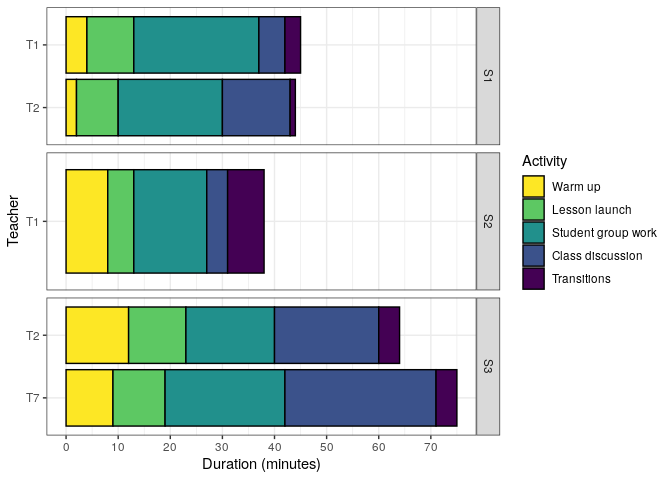 T1
T2
S1
T1
S2
T2
T7
S3
Teacher
0 10 20 30 40 50 60 70
Duration (minutes)
Activity
Warm up
Lesson launch
Student group work
Class discussion
Transitions